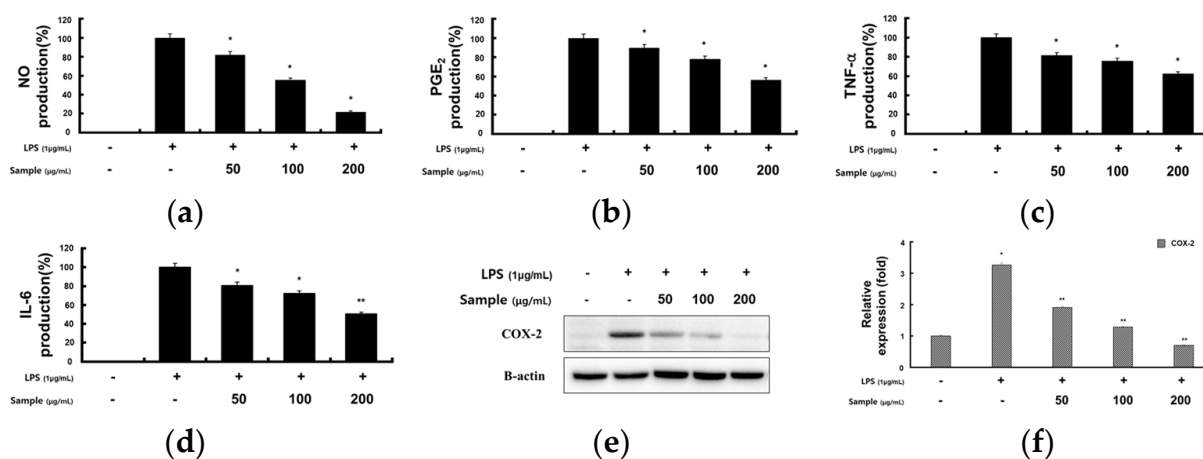 NO
production(%)
120
100
80
60
40
20
0
*
*
*
LPS (1μg/mL) - + + + +
Sample (μg/mL) - - 50 100 200
(a)
PGE2
production(%)
120
100
80
60
40
20
0
*
*
*
LPS (1μg/mL) - + + + +
Sample (μg/mL) - - 50 100 200
(b)
TNF-α
production(%)
120
100
80
60
40
20
0
*
*
*
LPS (1μg/mL) - + + + +
Sample (μg/mL) - - 50 100 200
(c)
IL-6
production(%)
120
100
80
60
40
20
0
*
*
**
LPS (1μg/mL) - + + + +
Sample (μg/mL) - - 50 100 200
(d)
LPS (1μg/mL) - + + + +
Sample (μg/mL) - - 50 100 200
COX-2
B-actin
(e)
Relative
expression (fold)
4
3
2
1
0
COX-2
*
**
**
**
LPS (1μg/mL) - + + + +
Sample (μg/mL) - - 50 100 200
(f)